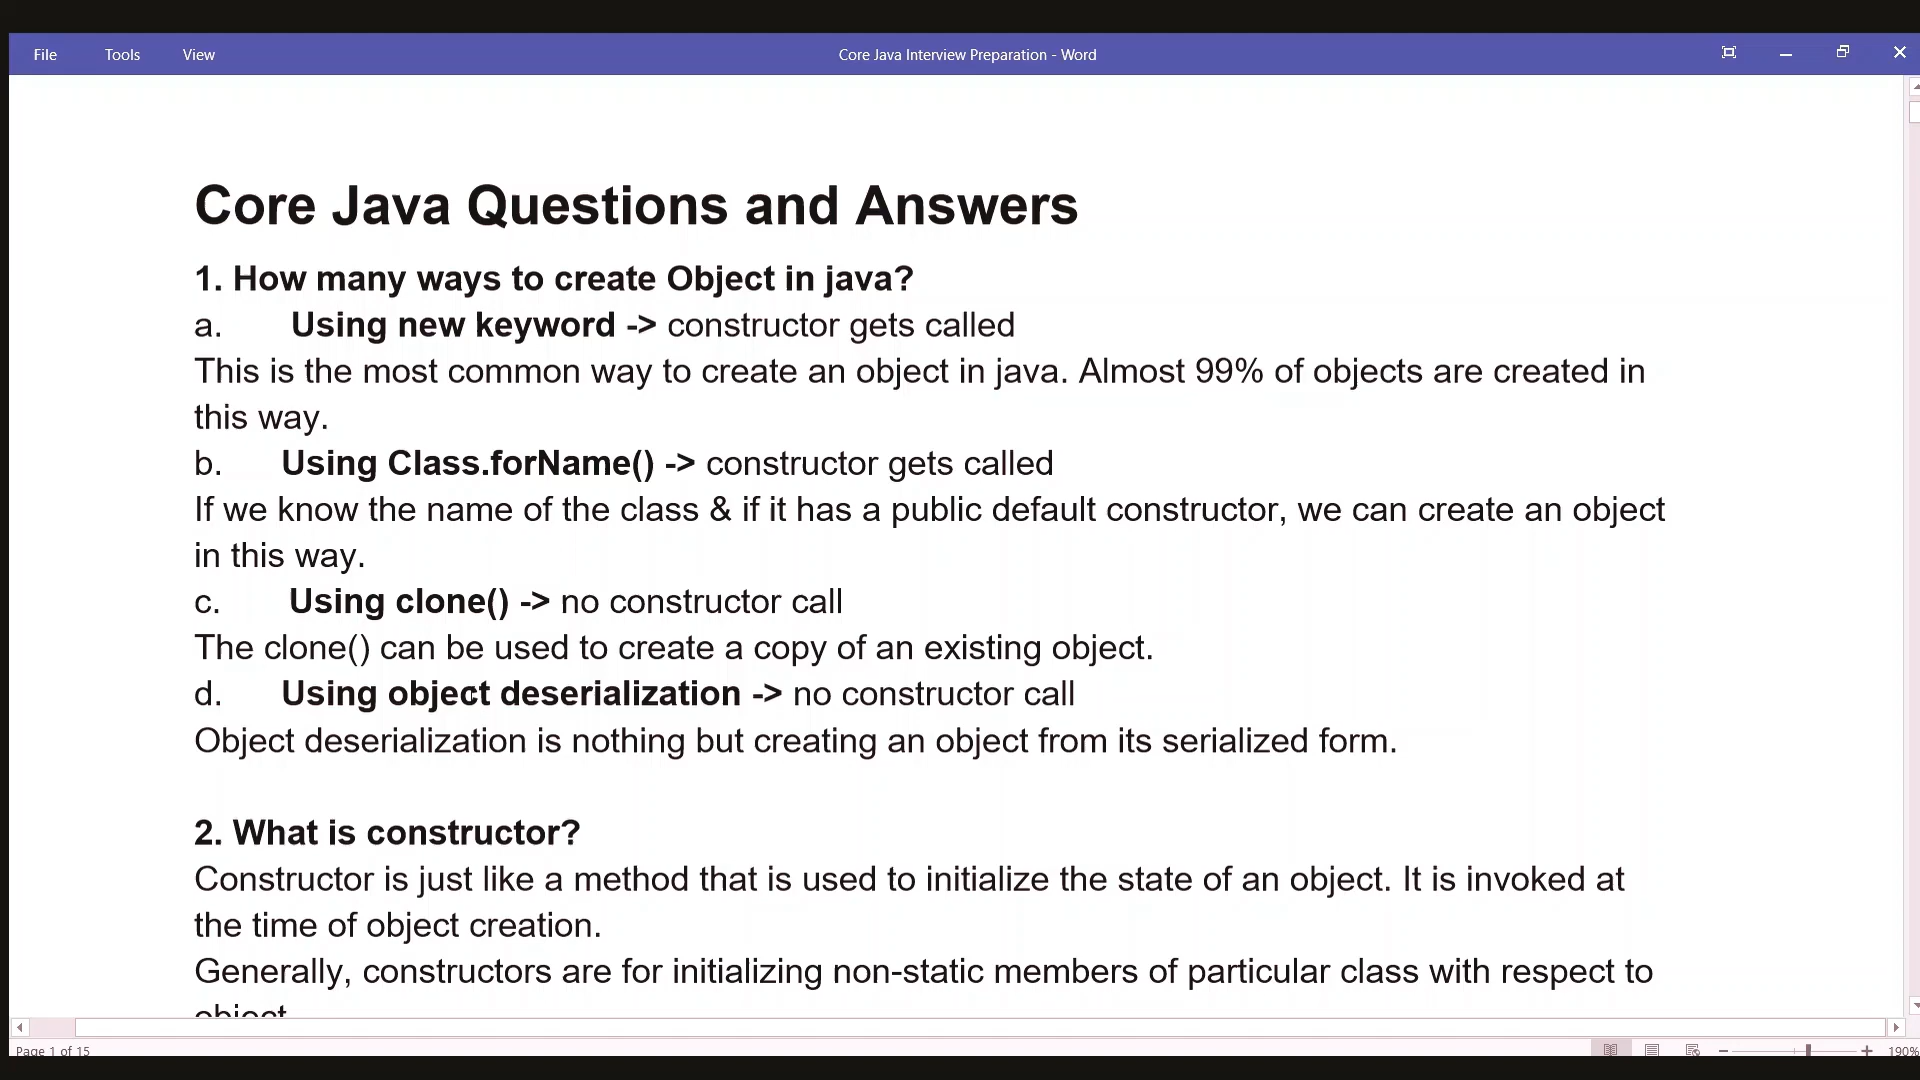 File Tools View Core Java Interview Preparation - Word
Core Java Questions and Answers
1. How many ways to create Object in java?
a. Using new keyword -> constructor gets called
This is the most common way to create an object in java. Almost 99% of objects are created in
this way.
b. Using Class.forName() -> constructor gets called
If we know the name of the class & if it has a public default constructor, we can create an object
in this way.
c. Using clone() -> no constructor call
The clone() can be used to create a copy of an existing object.
d. Using object deserialization -> no constructor call
Object deserialization is nothing but creating an object from its serialized form.
2. What is constructor?
Constructor is just like a method that is used to initialize the state of an object. It is invoked at
the time of object creation.
Generally, constructors are for initializing non-static members of particular class with respect to
object.
Page 1 of 15 190%